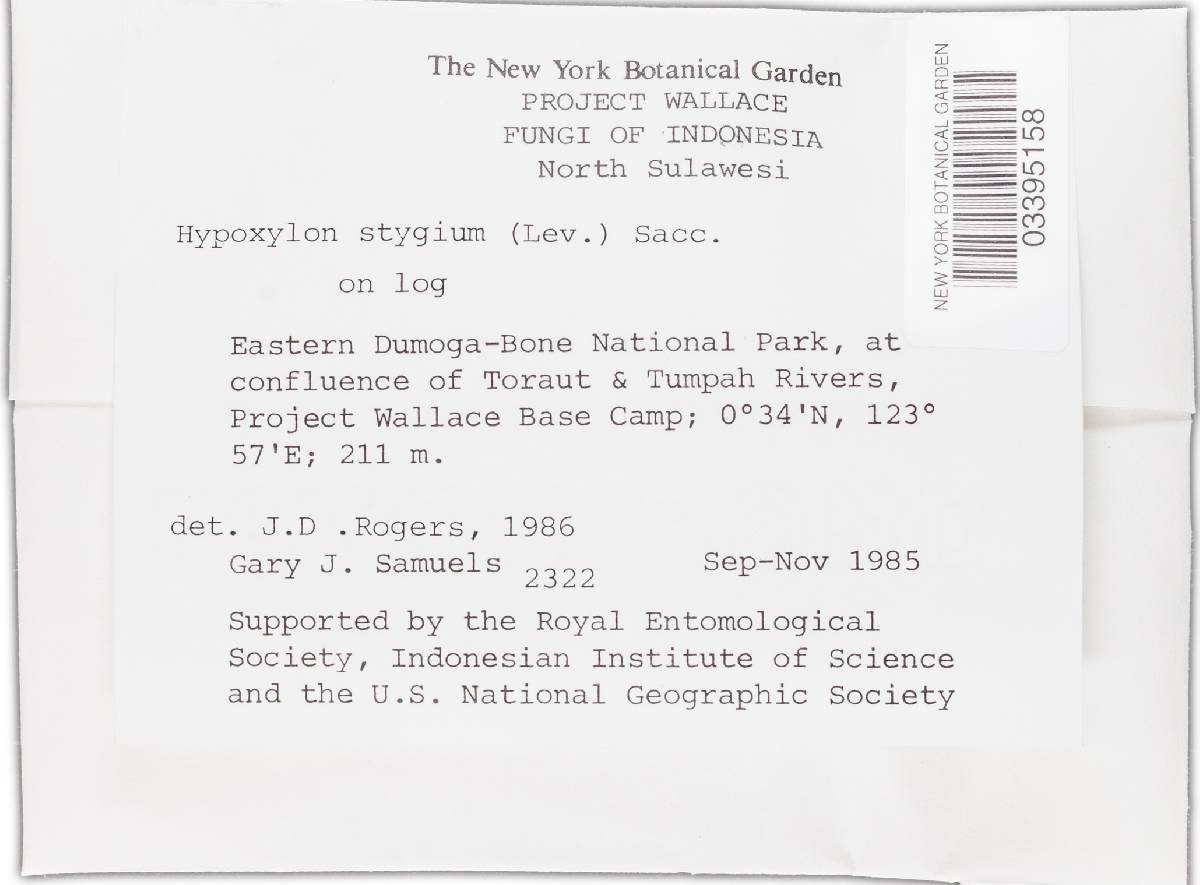 The New York Botanical Garden
PROJECT WALLACE
FUNGI OF INDONESIA
North Sulawesi
Hypoxylon stygium (Lev.) Sacc.
on log
Eastern Dumoga-Bone National Park, at
confluence of Toraut & Tumpah Rivers,
Project Wallace Base Camp; 0°34'N, 123°
57'E; 211 m.
det. J.D .Rogers, 1986
Gary J. Samuels 2322 Sep-Nov 1985
Supported by the Royal Entomological
Society, Indonesian Institute of Science
and the U.S. National Geographic Society
NEW YORK BOTANICAL GARDEN
03395158